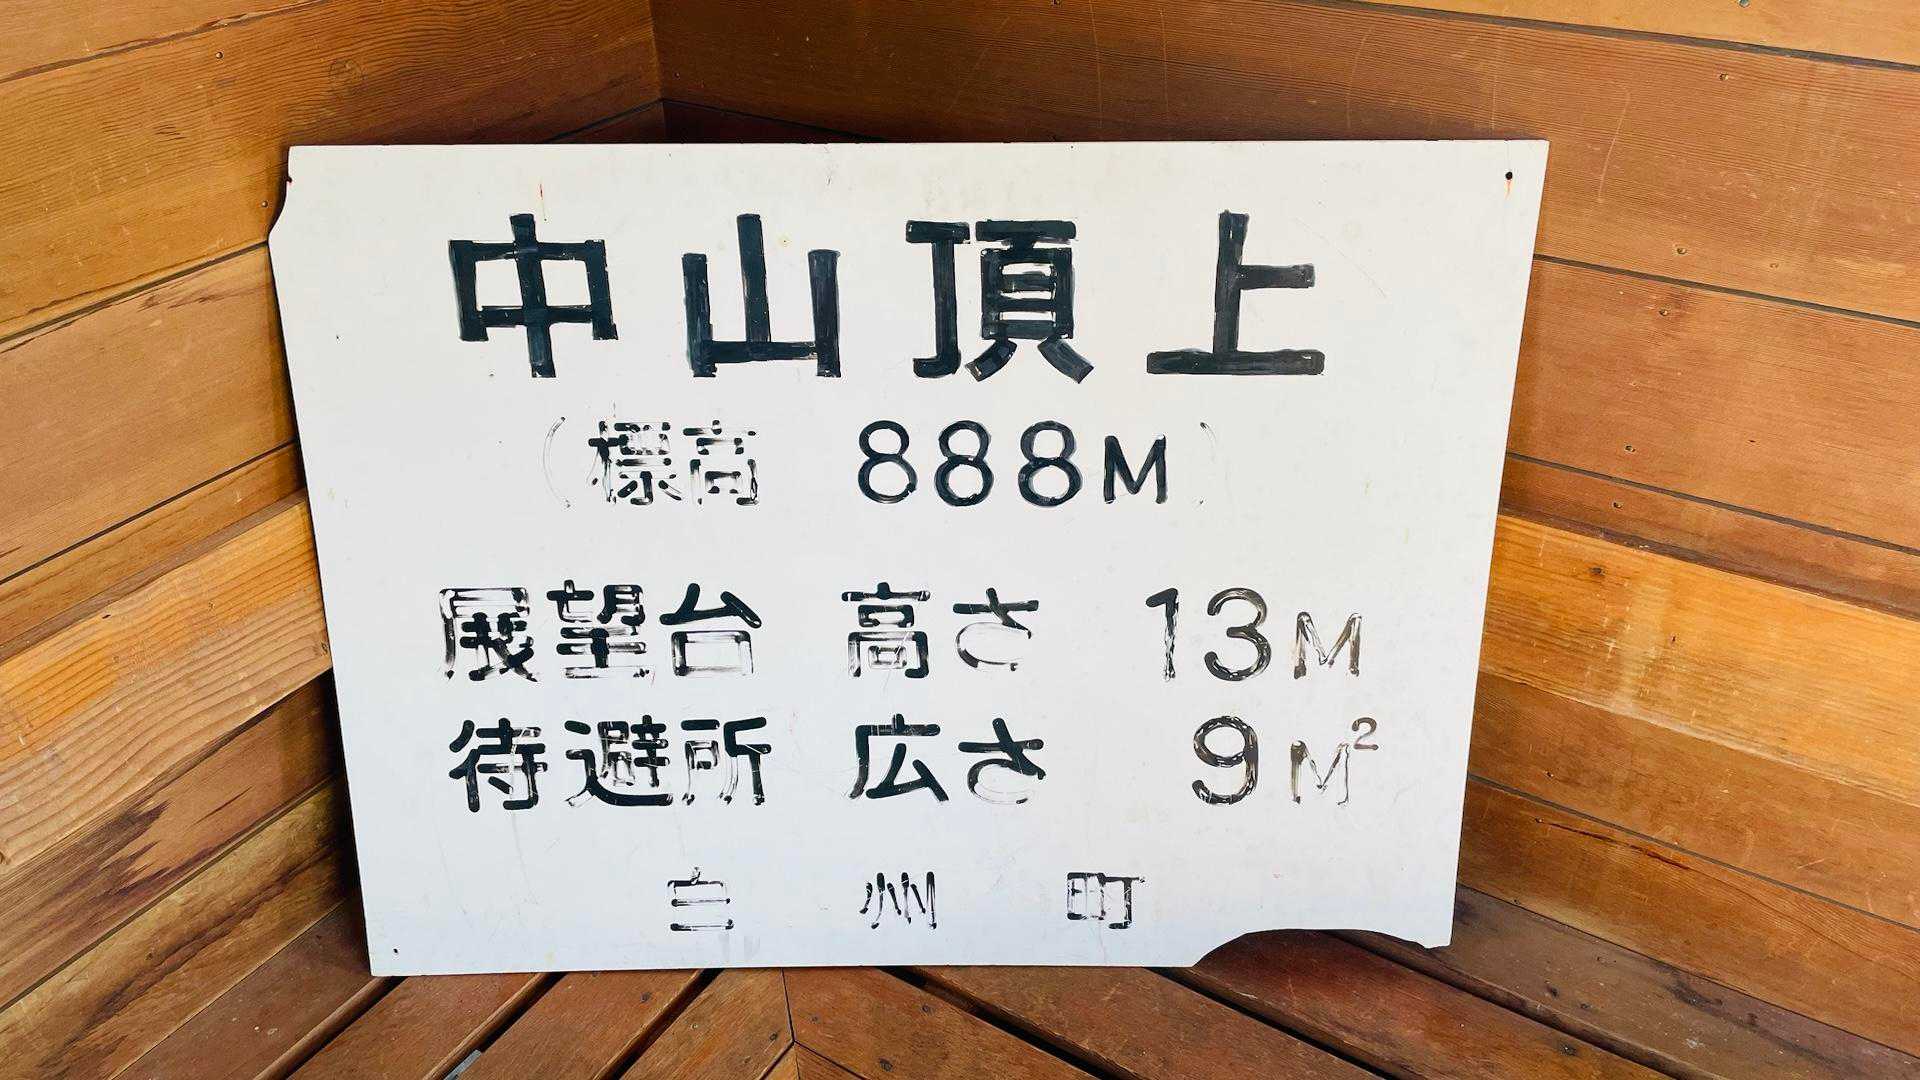 中山頂上
（標高 888M）
展望台 高さ 13M
待避所 広さ 9M²
白州町